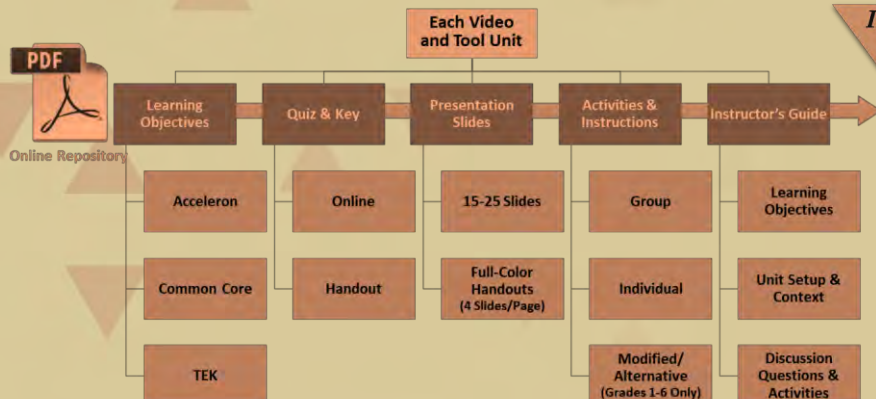 Each Video
and Tool Unit
I
PDF
Online Repository
Learning
Objectives
Quiz & Key
Presentation
Slides
Activities &
Instructions
Instructor's Guide
Acceleron
Common Core
TEK
Online
Handout
15-25 Slides
Full-Color
Handouts
(4 Slides/Page)
Group
Individual
Modified/
Alternative
(Grades 1-6 Only)
Learning
Objectives
Unit Setup &
Context
Discussion
Questions &
Activities